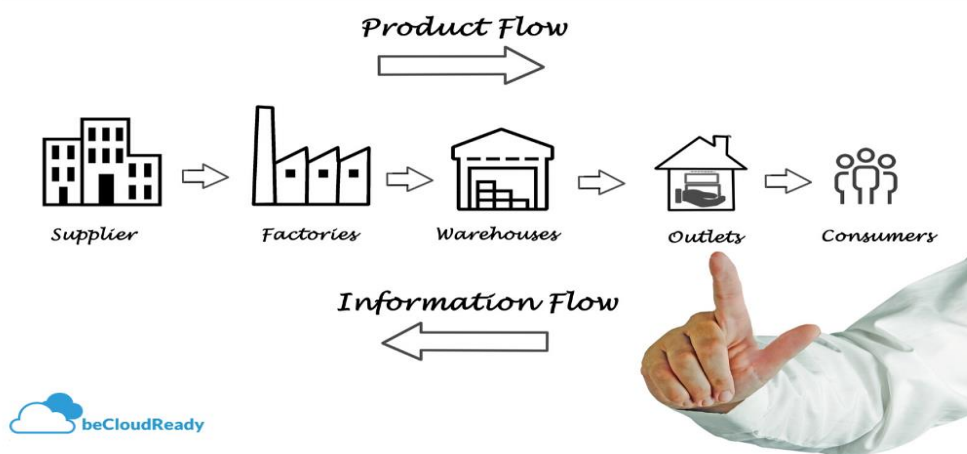 Product Flow
Supplier
Factories
Warehouses
Outlets
Consumers
Information Flow
beCloudReady